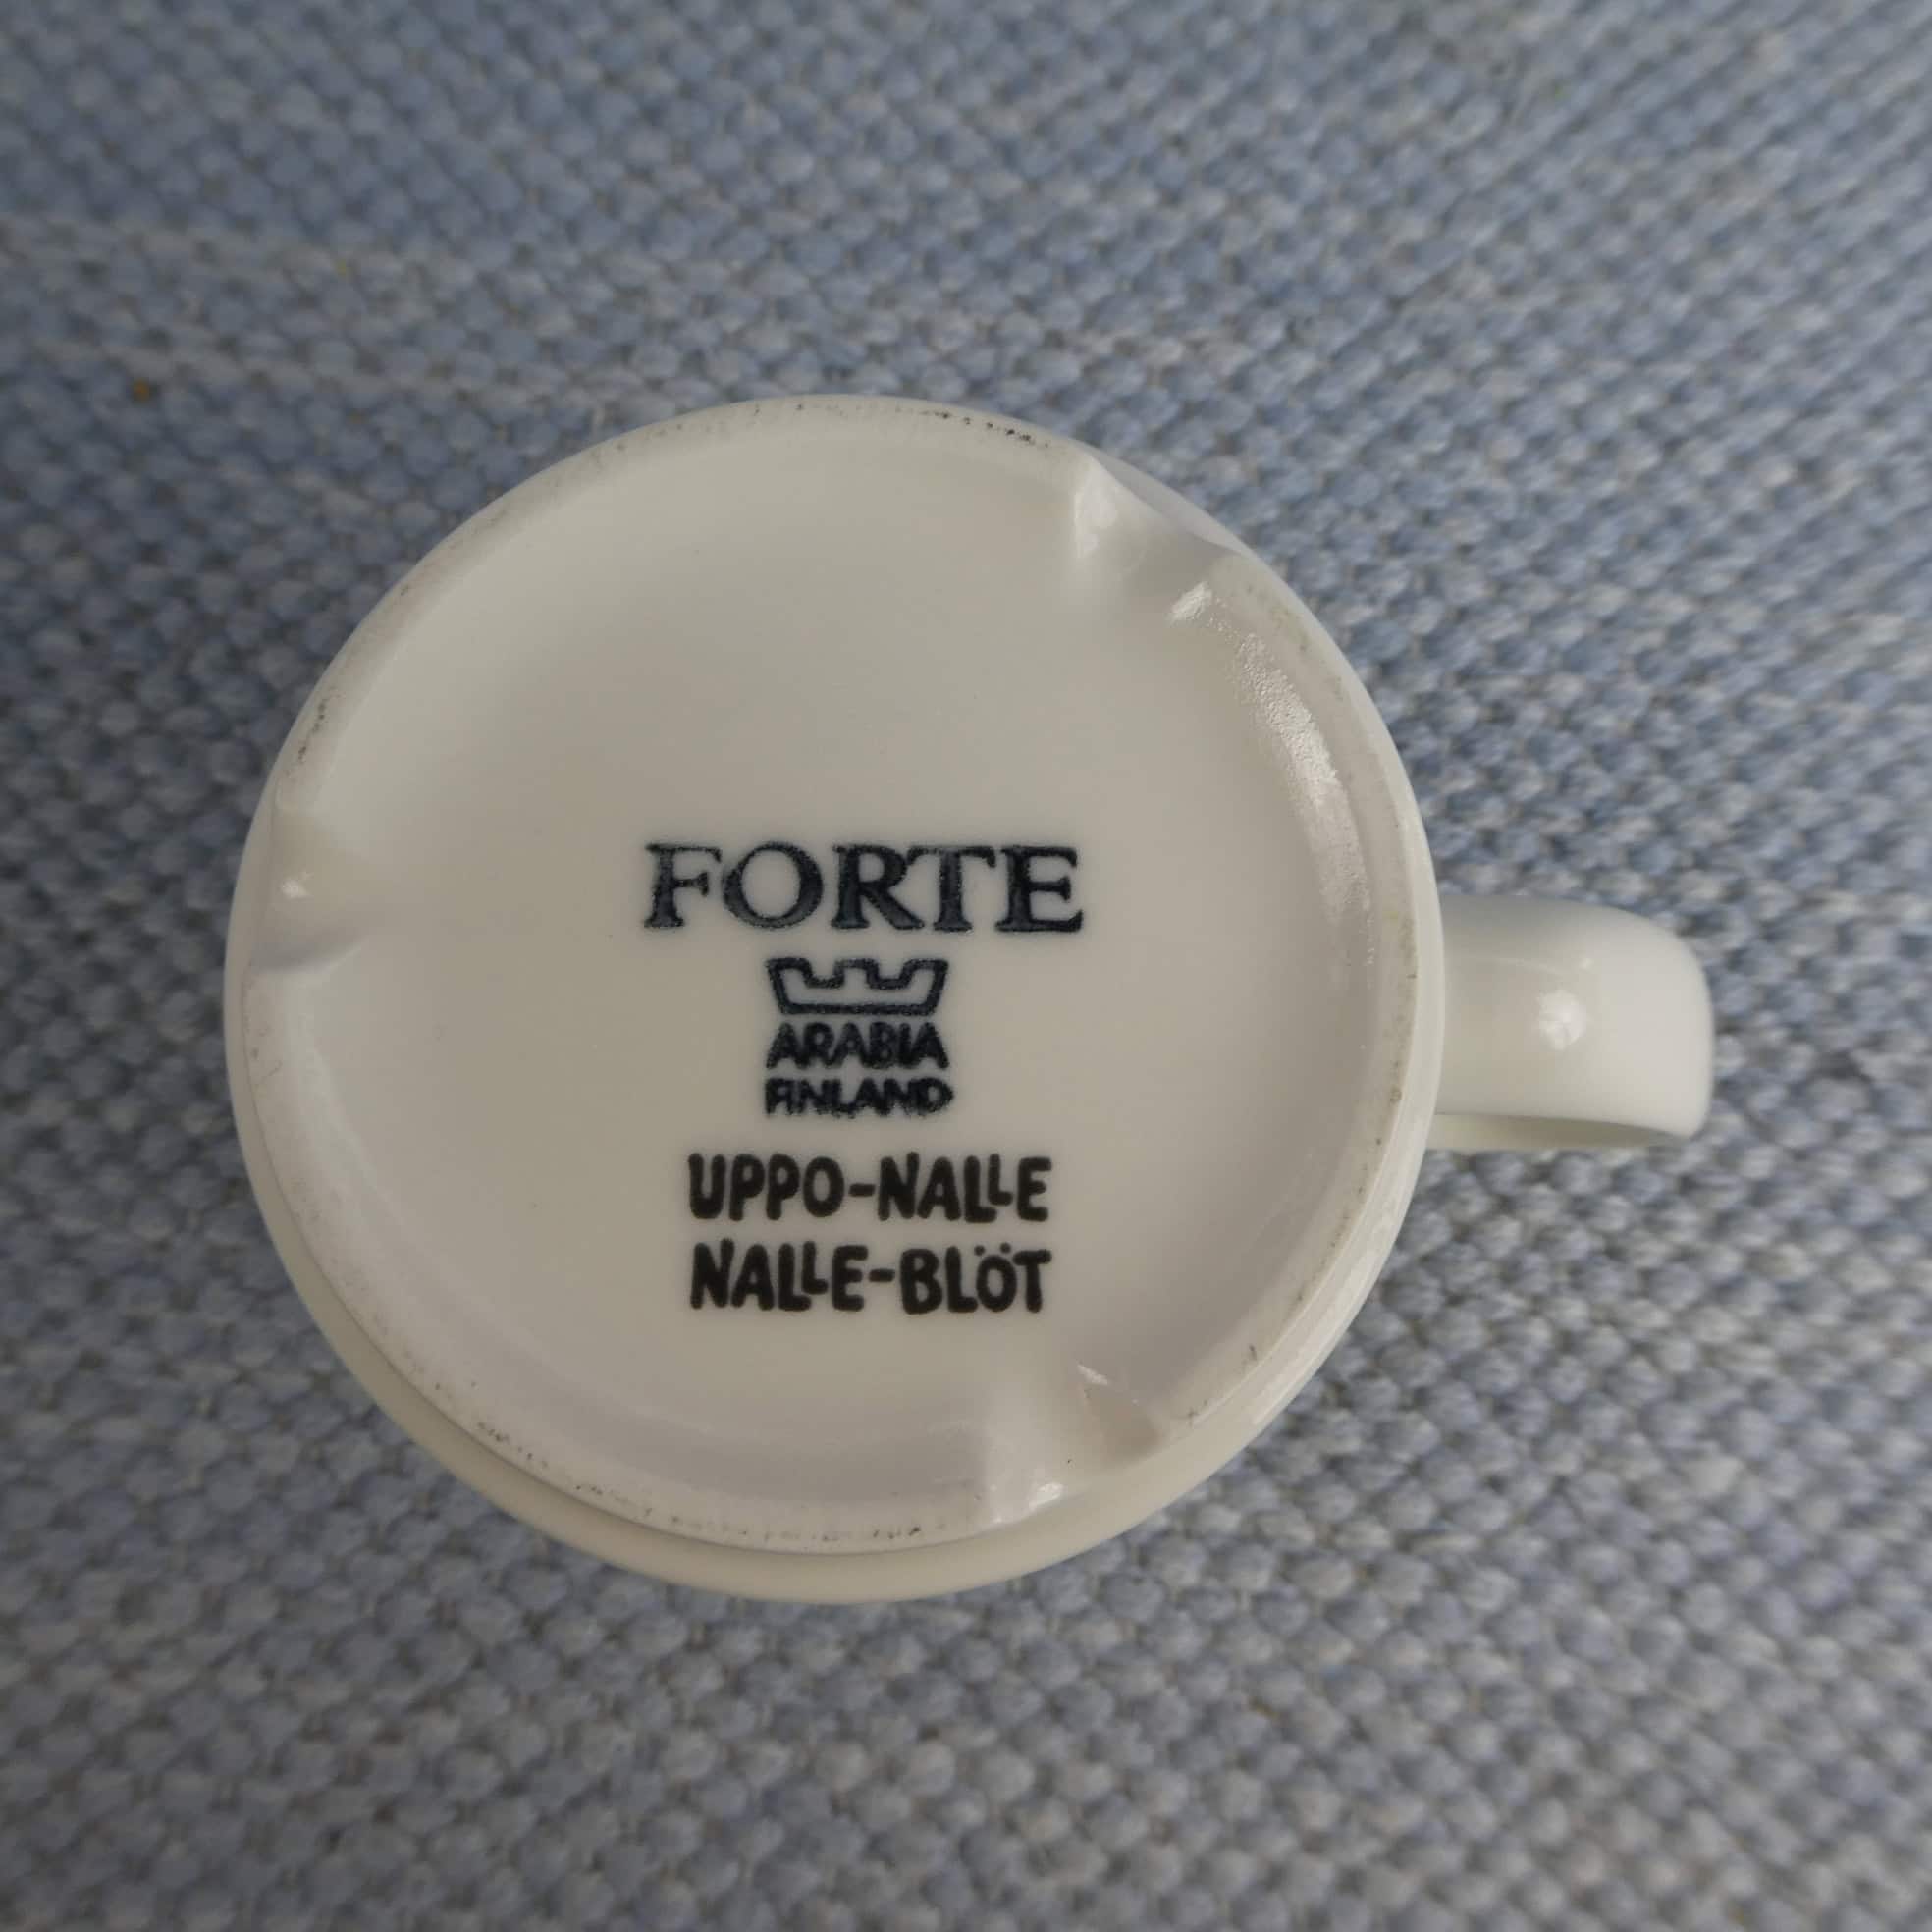 FORTE
ARABIA
FINLAND
UPPO-NALLE
NALLE-BLÖT